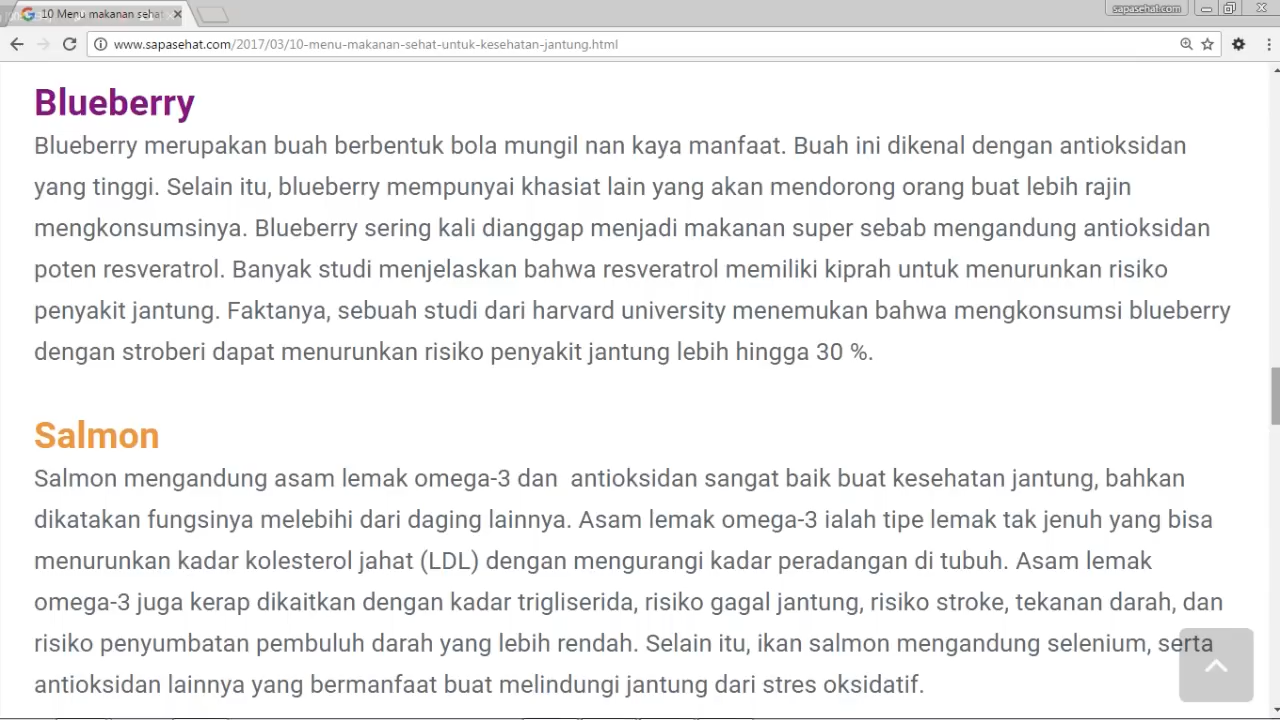 10 Menu makanan sehat
sapasehat.com
www.sapasehat.com/2017/03/10-menu-makanan-sehat-untuk-kesehatan-jantung.html
Blueberry
Blueberry merupakan buah berbentuk bola mungil nan kaya manfaat. Buah ini dikenal dengan antioksidan
yang tinggi. Selain itu, blueberry mempunyai khasiat lain yang akan mendorong orang buat lebih rajin
mengkonsumsinya. Blueberry sering kali dianggap menjadi makanan super sebab mengandung antioksidan
poten resveratrol. Banyak studi menjelaskan bahwa resveratrol memiliki kiprah untuk menurunkan risiko
penyakit jantung. Faktanya, sebuah studi dari harvard university menemukan bahwa mengkonsumsi blueberry
dengan stroberi dapat menurunkan risiko penyakit jantung lebih hingga 30 %.
Salmon
Salmon mengandung asam lemak omega-3 dan  antioksidan sangat baik buat kesehatan jantung, bahkan
dikatakan fungsinya melebihi dari daging lainnya. Asam lemak omega-3 ialah tipe lemak tak jenuh yang bisa
menurunkan kadar kolesterol jahat (LDL) dengan mengurangi kadar peradangan di tubuh. Asam lemak
omega-3 juga kerap dikaitkan dengan kadar trigliserida, risiko gagal jantung, risiko stroke, tekanan darah, dan
risiko penyumbatan pembuluh darah yang lebih rendah. Selain itu, ikan salmon mengandung selenium, serta
antioksidan lainnya yang bermanfaat buat melindungi jantung dari stres oksidatif.